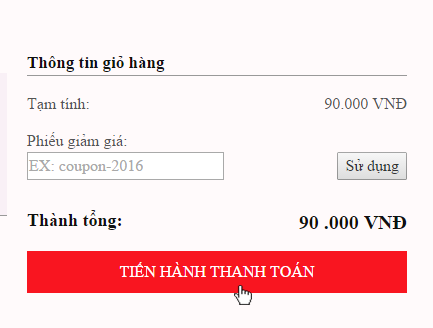 Thông tin giỏ hàng
Tạm tính: 90.000 VNĐ
Phiếu giảm giá:
EX: coupon-2016 Sử dụng
Thành tổng: 90 .000 VNĐ
TIẾN HÀNH THANH TOÁN